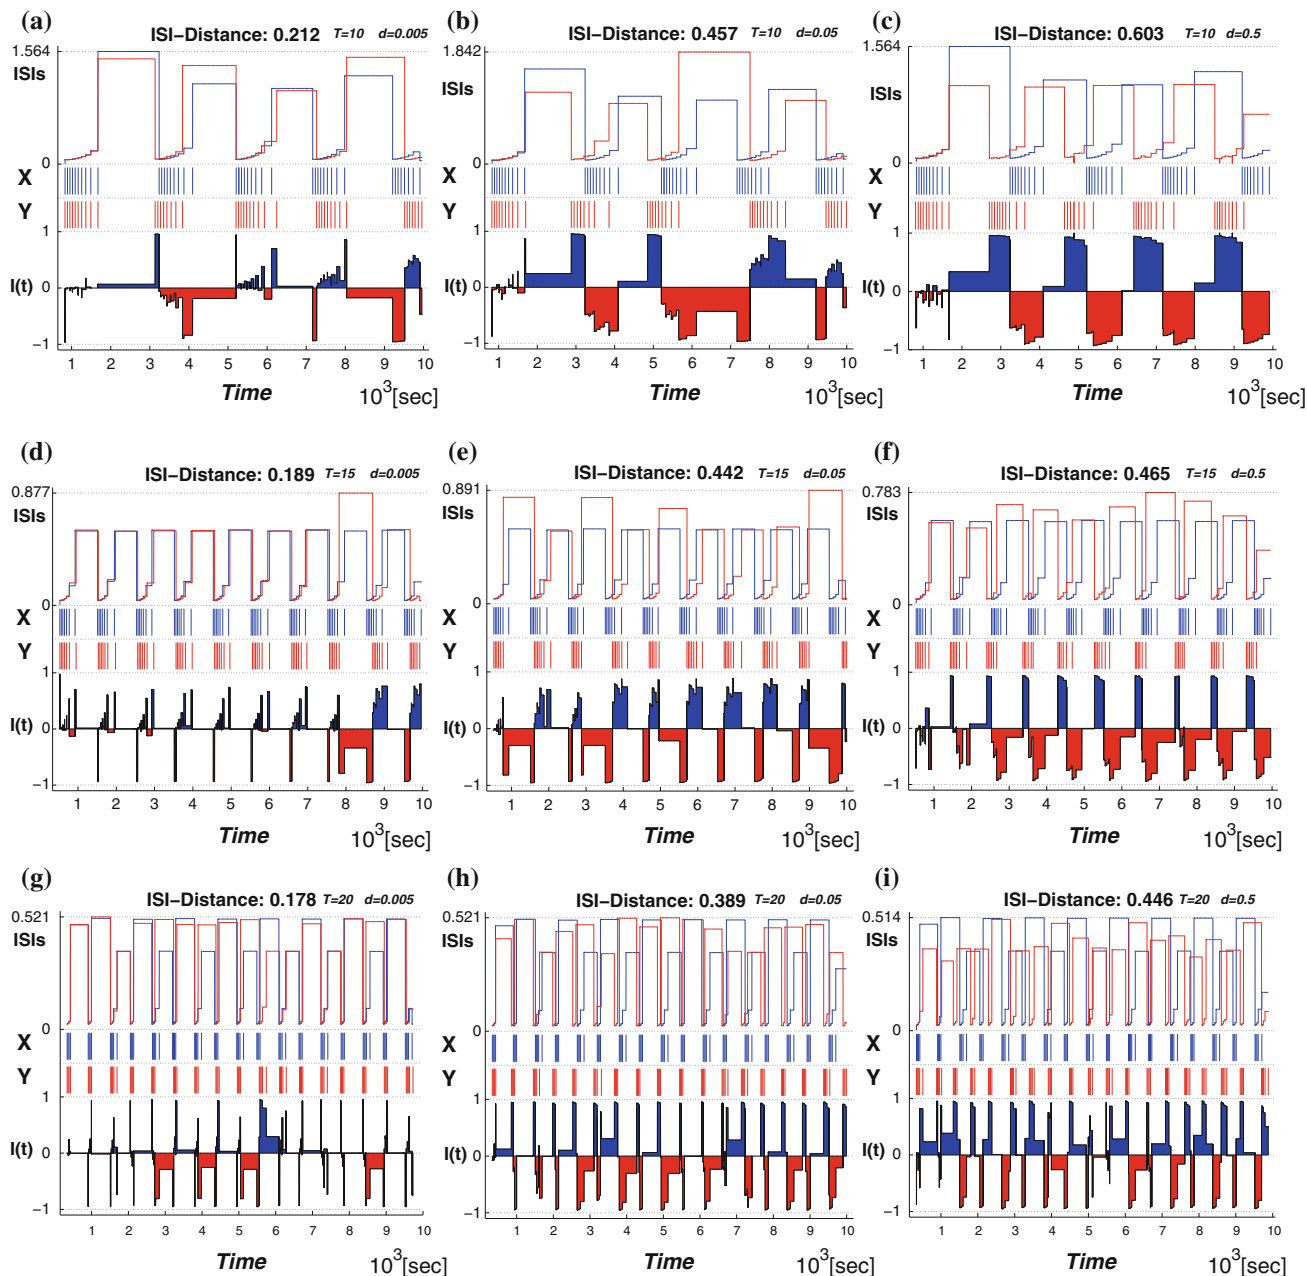 (a)
ISI–Distance: 0.212 T=10 d=0.005
1.564
ISIs
0
X
Y
1
I(t)
0
−1
1 2 3 4 5 6 7 8 9 10
Time
10³[sec]
(b)
ISI–Distance: 0.457 T=10 d=0.05
1.842
ISIs
0
X
Y
1
I(t)
0
−1
1 2 3 4 5 6 7 8 9 10
Time
10³[sec]
(c)
ISI–Distance: 0.603 T=10 d=0.5
1.564
ISIs
0
X
Y
1
I(t)
0
−1
1 2 3 4 5 6 7 8 9 10
Time
10³[sec]
(d)
ISI–Distance: 0.189 T=15 d=0.005
0.877
ISIs
0
X
Y
1
I(t)
0
−1
1 2 3 4 5 6 7 8 9 10
Time
10³[sec]
(e)
ISI–Distance: 0.442 T=15 d=0.05
0.891
ISIs
0
X
Y
1
I(t)
0
−1
1 2 3 4 5 6 7 8 9 10
Time
10³[sec]
(f)
ISI–Distance: 0.465 T=15 d=0.5
0.783
ISIs
0
X
Y
1
I(t)
0
−1
1 2 3 4 5 6 7 8 9 10
Time
10³[sec]
(g)
ISI–Distance: 0.178 T=20 d=0.005
0.521
ISIs
0
X
Y
1
I(t)
0
−1
1 2 3 4 5 6 7 8 9 10
Time
10³[sec]
(h)
ISI–Distance: 0.389 T=20 d=0.05
0.521
ISIs
0
X
Y
1
I(t)
0
−1
1 2 3 4 5 6 7 8 9 10
Time
10³[sec]
(i)
ISI–Distance: 0.446 T=20 d=0.5
0.514
ISIs
0
X
Y
1
I(t)
0
−1
1 2 3 4 5 6 7 8 9 10
Time
10³[sec]